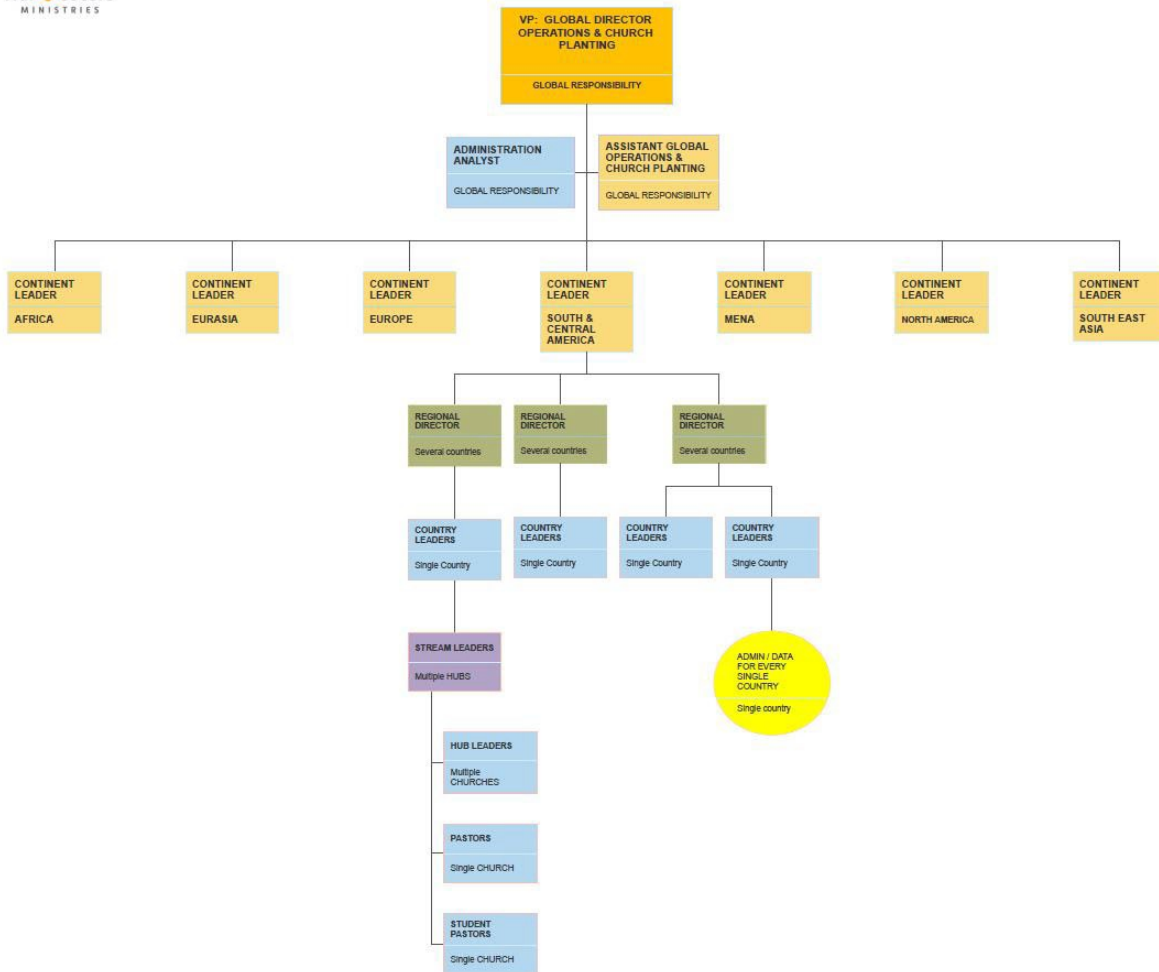 MINISTRIES
VP: GLOBAL DIRECTOR
OPERATIONS & CHURCH
PLANTING
GLOBAL RESPONSIBILITY
ADMINISTRATION
ANALYST
GLOBAL RESPONSIBILITY
ASSISTANT GLOBAL
OPERATIONS &
CHURCH PLANTING
GLOBAL RESPONSIBILITY
CONTINENT
LEADER
AFRICA
CONTINENT
LEADER
EURASIA
CONTINENT
LEADER
EUROPE
CONTINENT
LEADER
SOUTH &
CENTRAL
AMERICA
CONTINENT
LEADER
MENA
CONTINENT
LEADER
NORTH AMERICA
CONTINENT
LEADER
SOUTH EAST
ASIA
REGIONAL
DIRECTOR
Several countries
REGIONAL
DIRECTOR
Several countries
REGIONAL
DIRECTOR
Several countries
COUNTRY
LEADERS
Single Country
COUNTRY
LEADERS
Single Country
COUNTRY
LEADERS
Single Country
COUNTRY
LEADERS
Single Country
STREAM LEADERS
Multiple HUBS
ADMIN / DATA
FOR EVERY
SINGLE
COUNTRY
Single country
HUB LEADERS
Multiple
CHURCHES
PASTORS
Single CHURCH
STUDENT
PASTORS
Single CHURCH